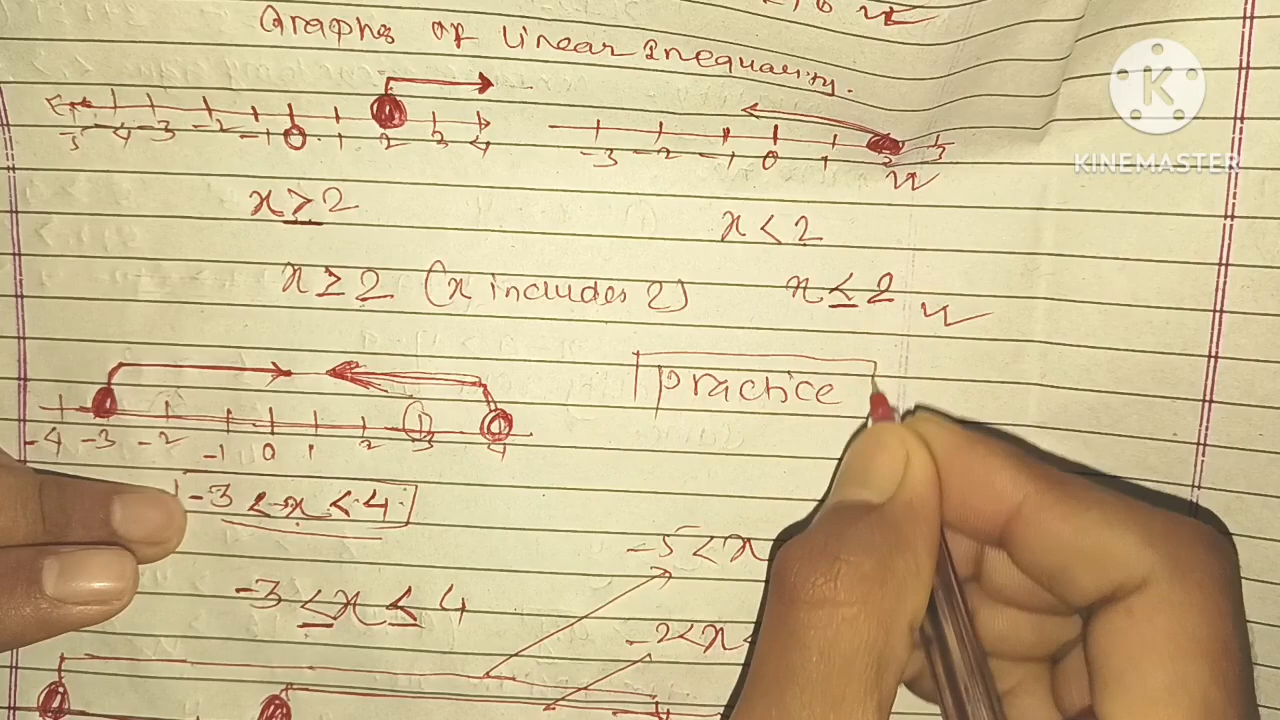 Graphs of Linear Inequality.
K
KINEMASTER
-5 -4 -3 -2 -1 0 1 2 3 4
-3 -2 -1 0 1 2 3
x ≥ 2
x < 2
x ≥ 2 (x includes 2)
x ≤ 2
practice
-4 -3 -2 -1 0 1 2 3 4
-3 < x < 4
-5 < x
-3 ≤ x ≤ 4
-2 < x <